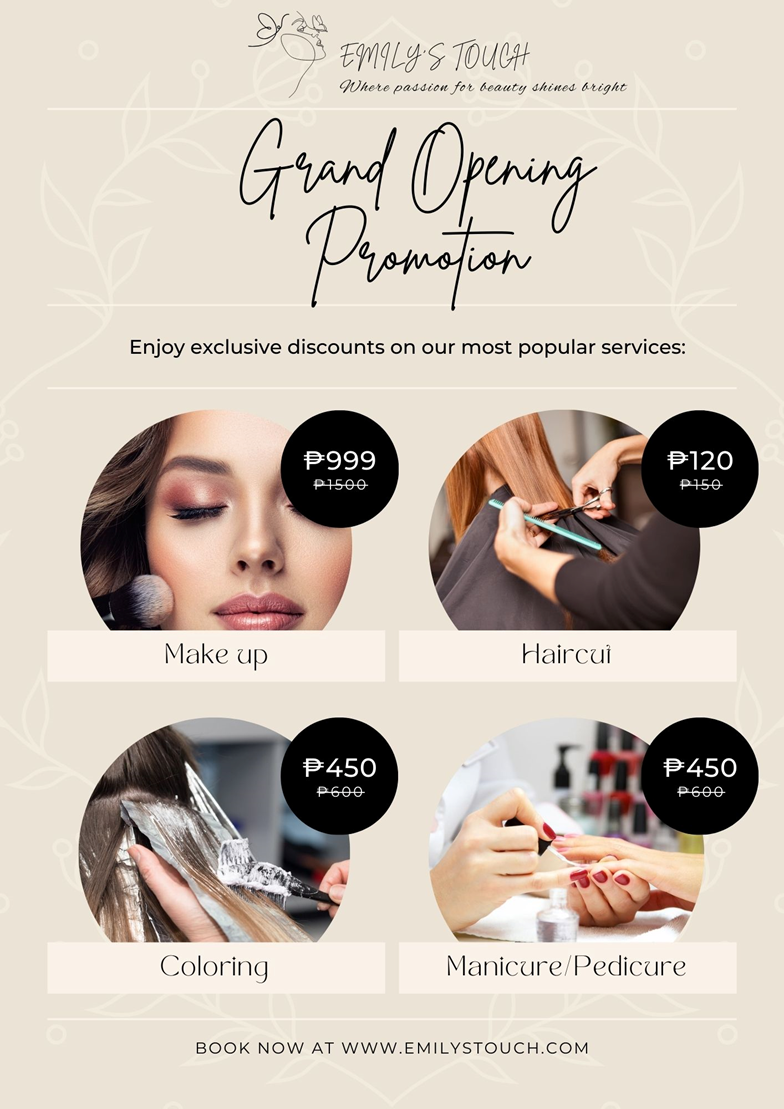 EMILY'S TOUCH
Where passion for beauty shines bright
Grand Opening
Promotion
Enjoy exclusive discounts on our most popular services:
₱999
₱1500
Make up
₱120
₱150
Haircut
₱450
₱600
Coloring
₱450
₱600
Manicure/Pedicure
BOOK NOW AT WWW.EMILYSTOUCH.COM